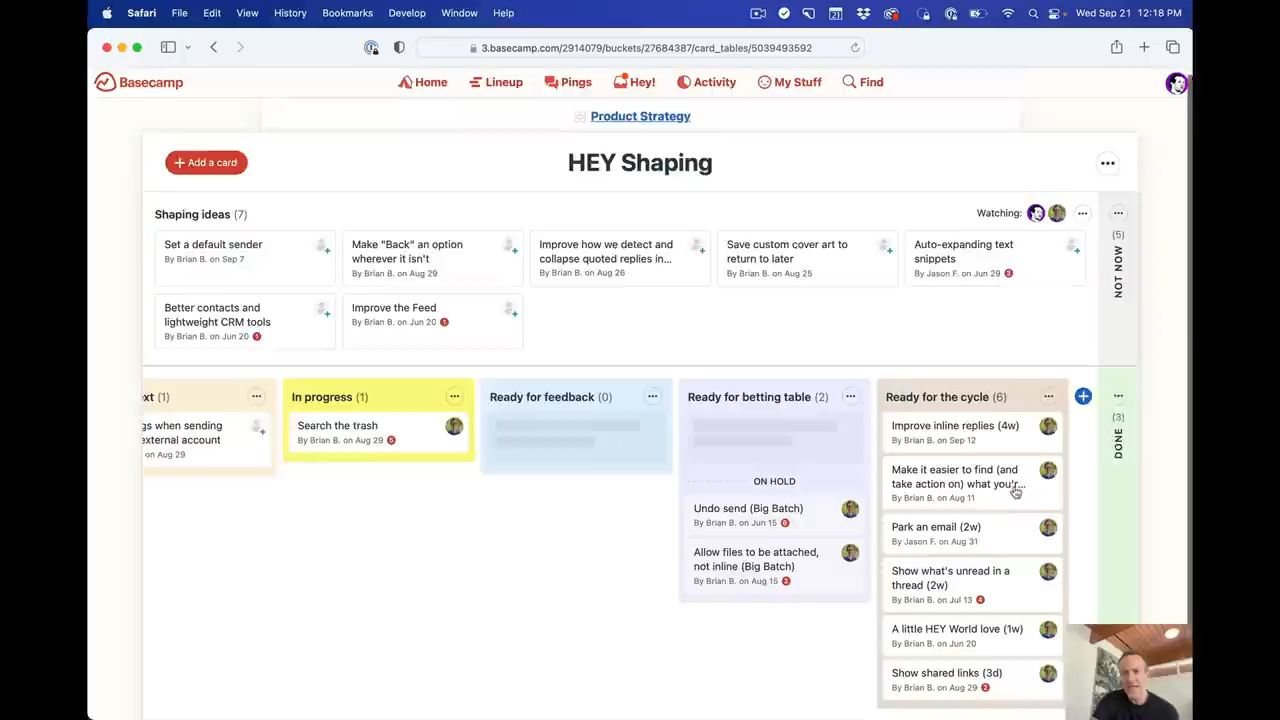 Safari File Edit View History Bookmarks Develop Window Help
21
Wed Sep 21 12:18 PM
3.basecamp.com/2914079/buckets/27684387/card_tables/5039493592
Basecamp
Home Lineup Pings Hey! Activity My Stuff Find
Product Strategy
+ Add a card
HEY Shaping
Shaping ideas (7)
Watching:
Set a default sender
By Brian B. on Sep 7
Make "Back" an option
wherever it isn't
By Brian B. on Aug 29
Improve how we detect and
collapse quoted replies in...
By Brian B. on Aug 26
Save custom cover art to
return to later
By Brian B. on Aug 25
Auto-expanding text
snippets
By Jason F. on Jun 29 3
Better contacts and
lightweight CRM tools
By Brian B. on Jun 20 1
Improve the Feed
By Brian B. on Jun 20 1
(5)
NOT NOW
ext (1)
gs when sending
external account
on Aug 29
In progress (1)
Search the trash
By Brian B. on Aug 29 5
Ready for feedback (0)
Ready for betting table (2)
ON HOLD
Undo send (Big Batch)
By Brian B. on Jun 15
Allow files to be attached,
not inline (Big Batch)
By Brian B. on Aug 15 2
Ready for the cycle (6)
Improve inline replies (4w)
By Brian B. on Sep 12
Make it easier to find (and
take action on) what you'r...
By Brian B. on Aug 11
Park an email (2w)
By Jason F. on Aug 31
Show what's unread in a
thread (2w)
By Brian B. on Jul 13 4
A little HEY World love (1w)
By Brian B. on Jun 20
Show shared links (3d)
By Brian B. on Aug 29 2
(3)
DONE